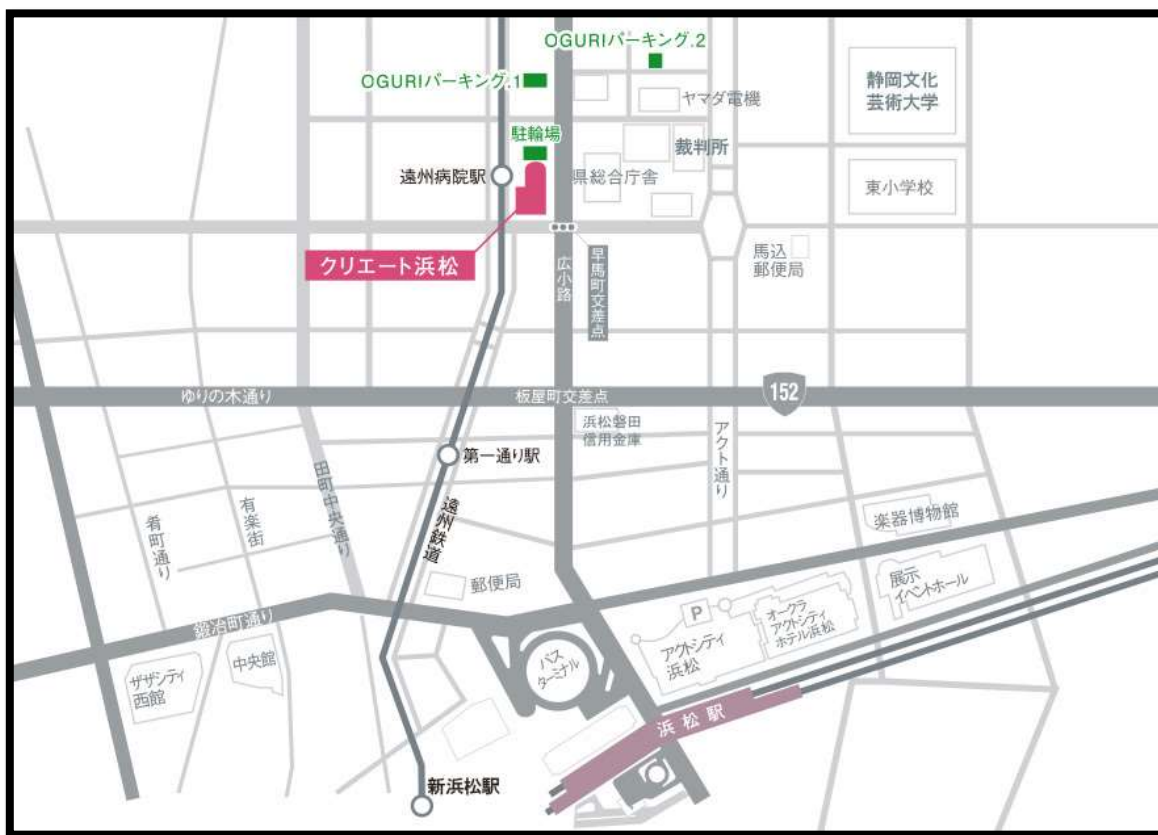 OGURIパーキング.2
OGURIパーキング.1
ヤマダ電機
静岡文化
芸術大学
駐輪場
裁判所
遠州病院駅
県総合庁舎
東小学校
クリエート浜松
広小路
早馬町交差点
馬込
郵便局
ゆりの木通り
板屋町交差点
152
浜松磐田
信用金庫
アクト通り
第一通り駅
田町中央通り
有楽街
肴町通り
遠州鉄道
楽器博物館
郵便局
展示
イベントホール
鍛冶町通り
P
オークラ
アクトシティ
ホテル浜松
アクトシティ
浜松
バス
ターミナル
中央館
ザザシティ
西館
浜松駅
新浜松駅